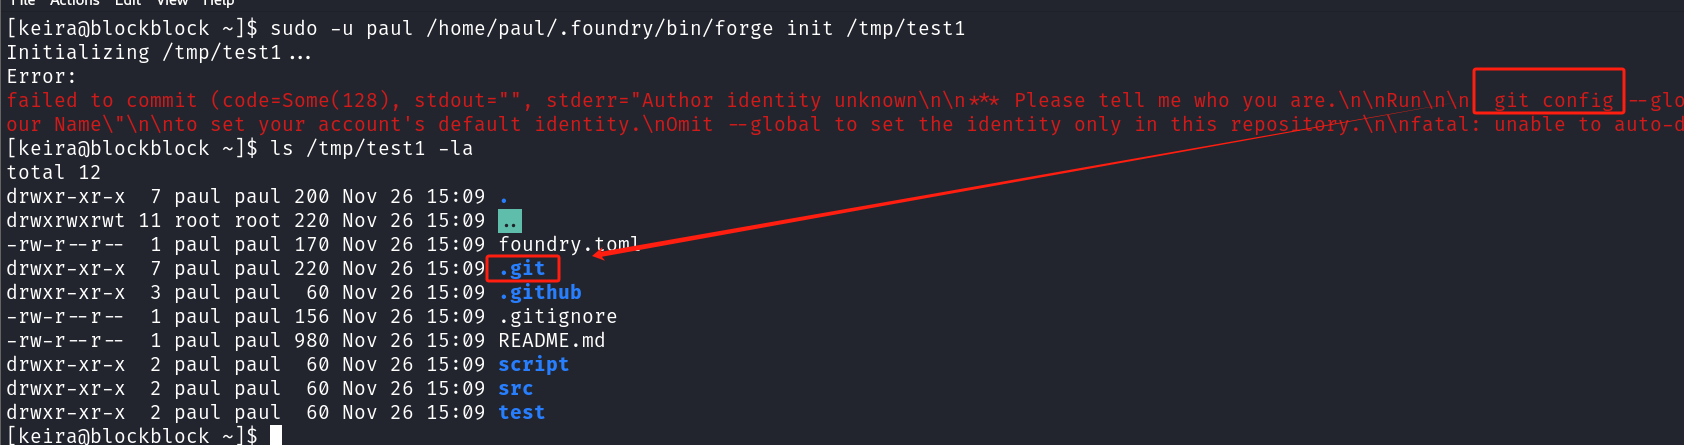 File Actions Edit View Help
[keira@blockblock ~]$ sudo -u paul /home/paul/.foundry/bin/forge init /tmp/test1
Initializing /tmp/test1...
Error:
failed to commit (code=Some(128), stdout="", stderr="Author identity unknown\n\n*** Please tell me who you are.\n\nRun\n\n  git config --glo
our Name\"\n\nto set your account's default identity.\nOmit --global to set the identity only in this repository.\n\nfatal: unable to auto-d
[keira@blockblock ~]$ ls /tmp/test1 -la
total 12
drwxr-xr-x  7 paul paul 200 Nov 26 15:09 .
drwxrwxrwt 11 root root 220 Nov 26 15:09 ..
-rw-r--r--  1 paul paul 170 Nov 26 15:09 foundry.toml
drwxr-xr-x  7 paul paul 220 Nov 26 15:09 .git
drwxr-xr-x  3 paul paul  60 Nov 26 15:09 .github
-rw-r--r--  1 paul paul 156 Nov 26 15:09 .gitignore
-rw-r--r--  1 paul paul 980 Nov 26 15:09 README.md
drwxr-xr-x  2 paul paul  60 Nov 26 15:09 script
drwxr-xr-x  2 paul paul  60 Nov 26 15:09 src
drwxr-xr-x  2 paul paul  60 Nov 26 15:09 test
[keira@blockblock ~]$